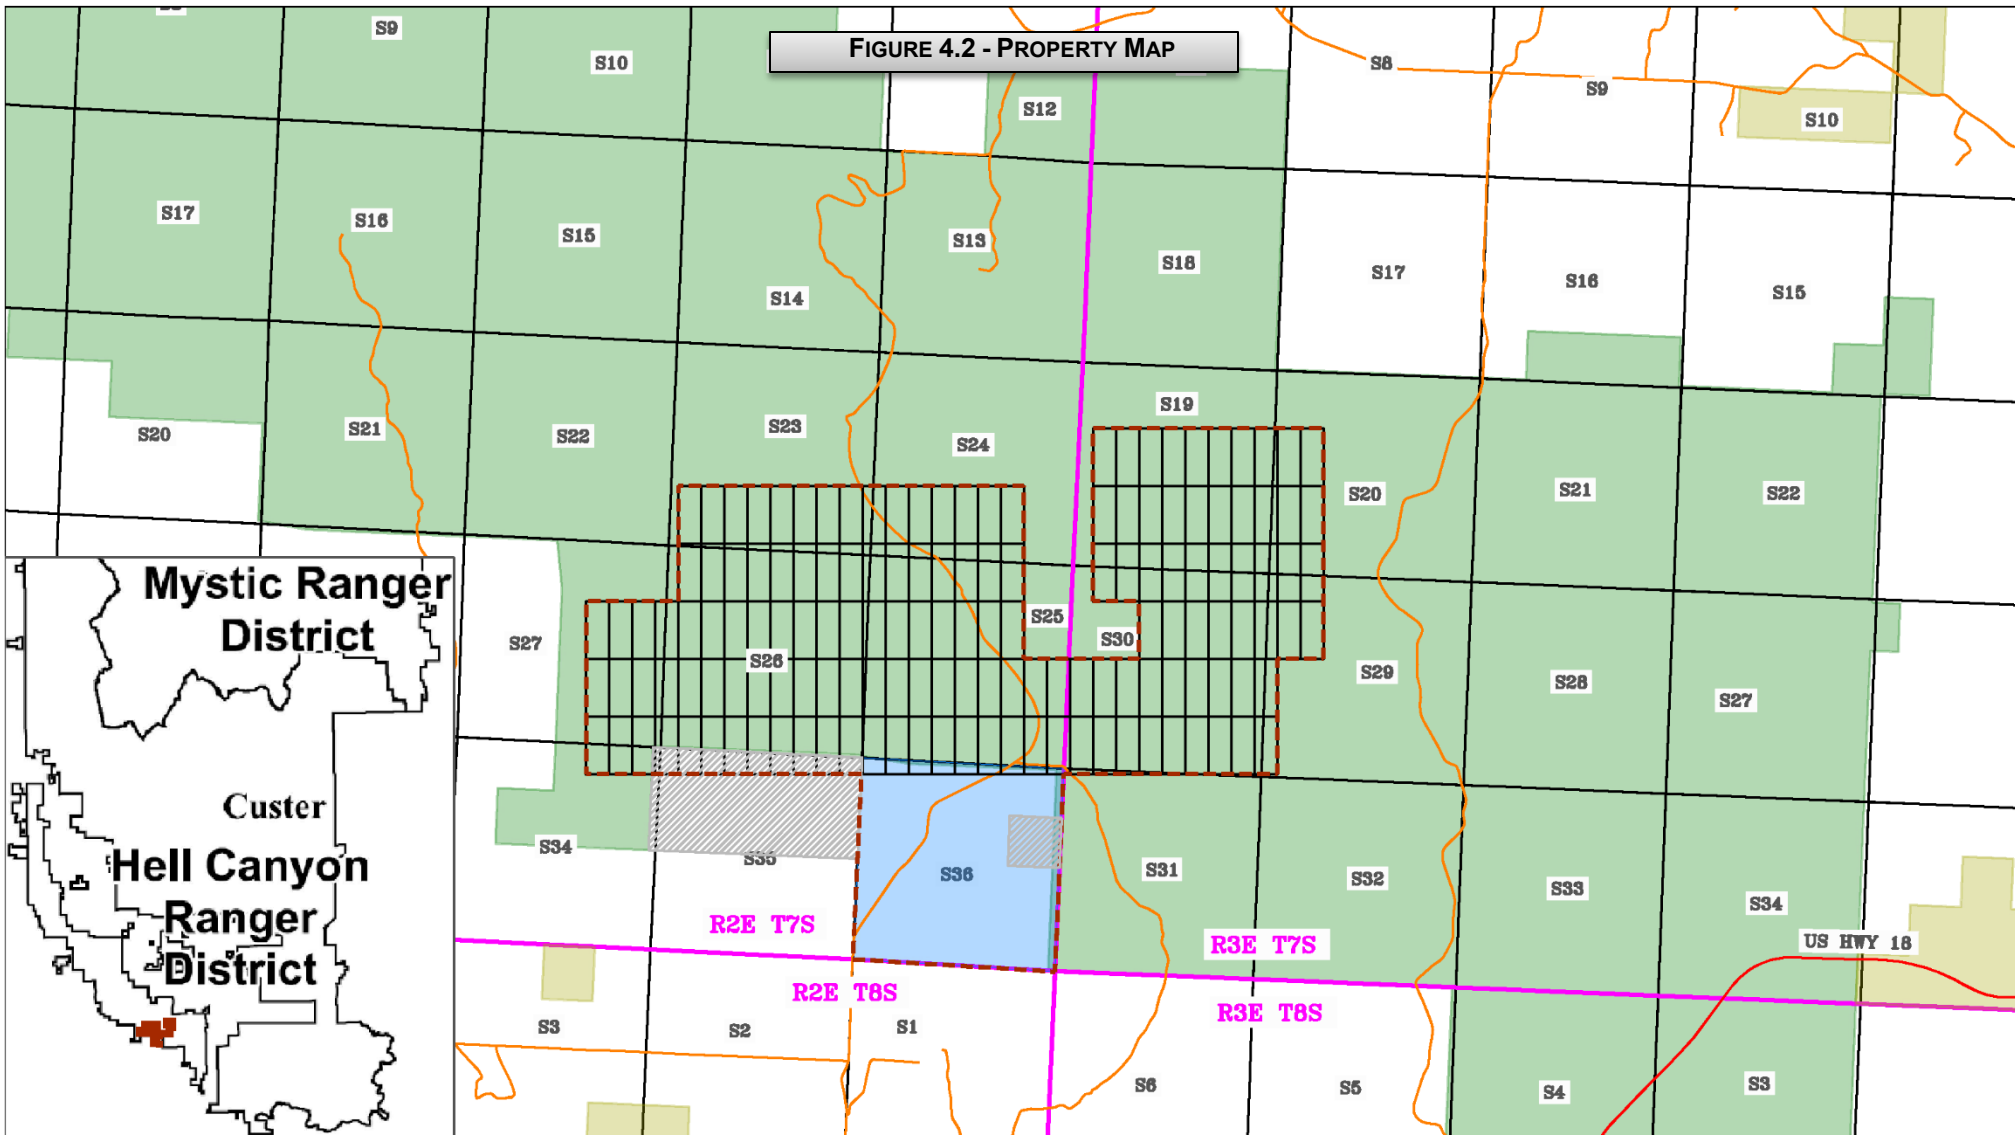 FIGURE 4.2 - PROPERTY MAP
S9
S10
S12
S8
S9
S10
S17
S16
S15
S14
S13
S18
S17
S16
S15
S20
S21
S22
S23
S24
S19
S20
S21
S22
S27
S26
S25
S30
S29
S28
S27
S34
S35
S36
S31
S32
S33
S34
R2E T7S
R3E T7S
US HWY 18
R2E T8S
R3E T8S
S3
S2
S1
S6
S5
S4
S3
Mystic Ranger
District
Custer
Hell Canyon
Ranger
District